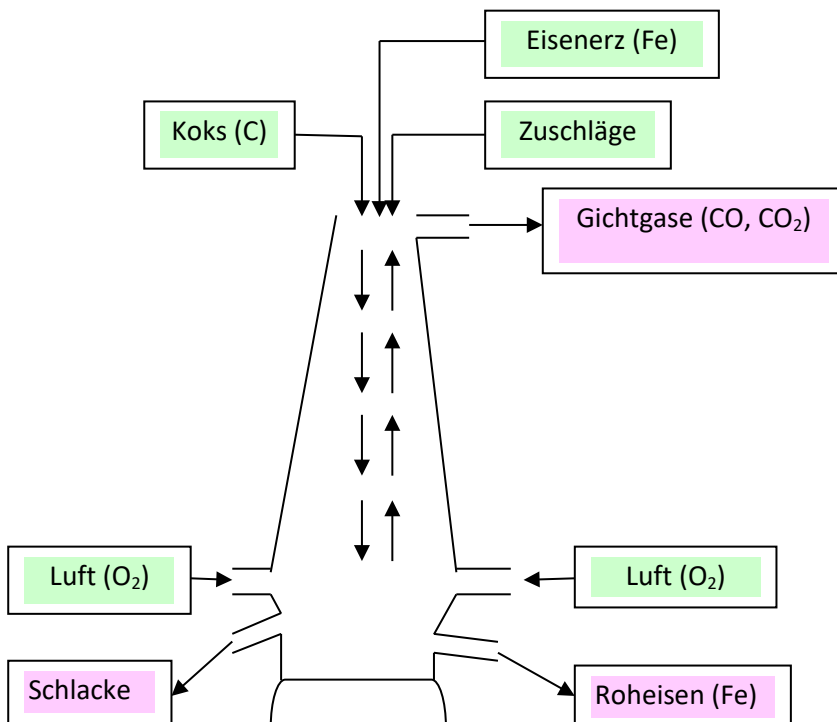 Eisenerz (Fe)
Koks (C)
Zuschläge
Gichtgase (CO, CO₂)
Luft (O₂)
Luft (O₂)
Schlacke
Roheisen (Fe)